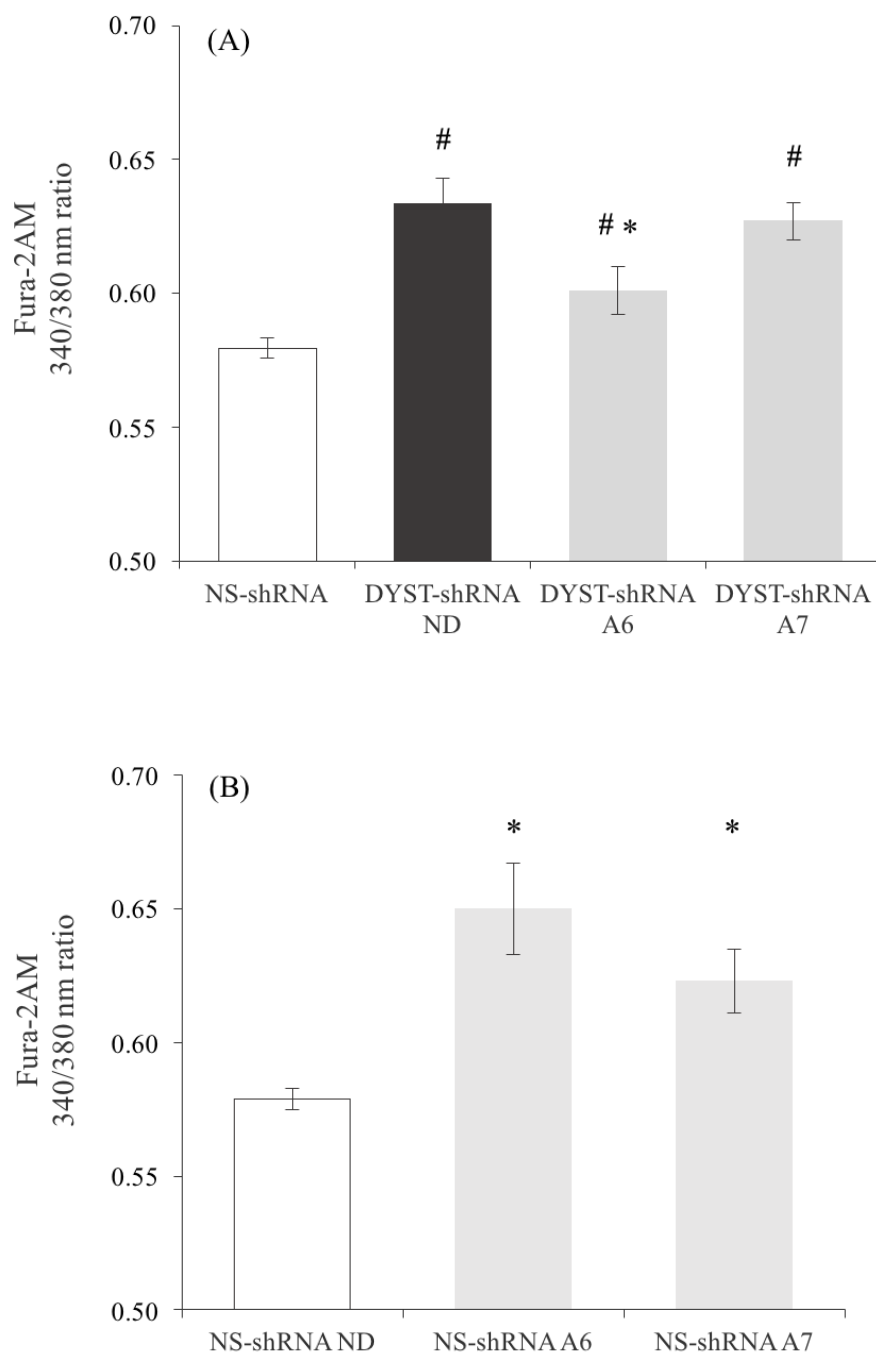 (A)
0.70
0.65
0.60
0.55
0.50
Fura-2AM
340/380 nm ratio
#
# *
#
NS-shRNA
DYST-shRNA
ND
DYST-shRNA
A6
DYST-shRNA
A7
(B)
0.70
0.65
0.60
0.55
0.50
Fura-2AM
340/380 nm ratio
*
*
NS-shRNA ND
NS-shRNA A6
NS-shRNA A7